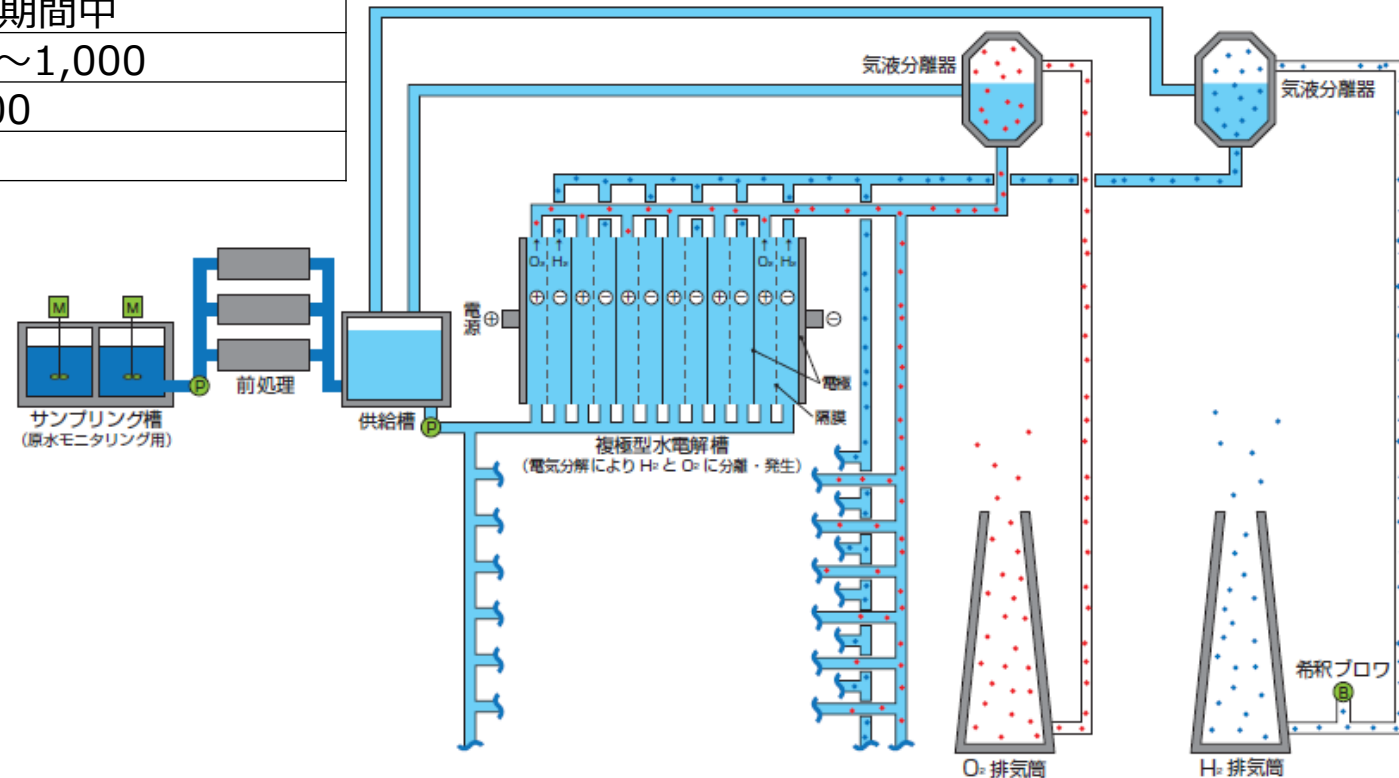 期間中
～1,000
00
気液分離器
気液分離器
O₂ H₂
O₂ H₂
電源
⊕
⊖
⊕ ⊖ ⊕ ⊖ ⊕ ⊖ ⊕ ⊖ ⊕ ⊖ ⊕ ⊖
M
M
P
前処理
電極
隔膜
サンプリング槽
(原水モニタリング用)
供給槽
P
複極型水電解槽
(電気分解により H₂ と O₂ に分離・発生)
希釈ブロワ
B
O₂ 排気筒
H₂ 排気筒